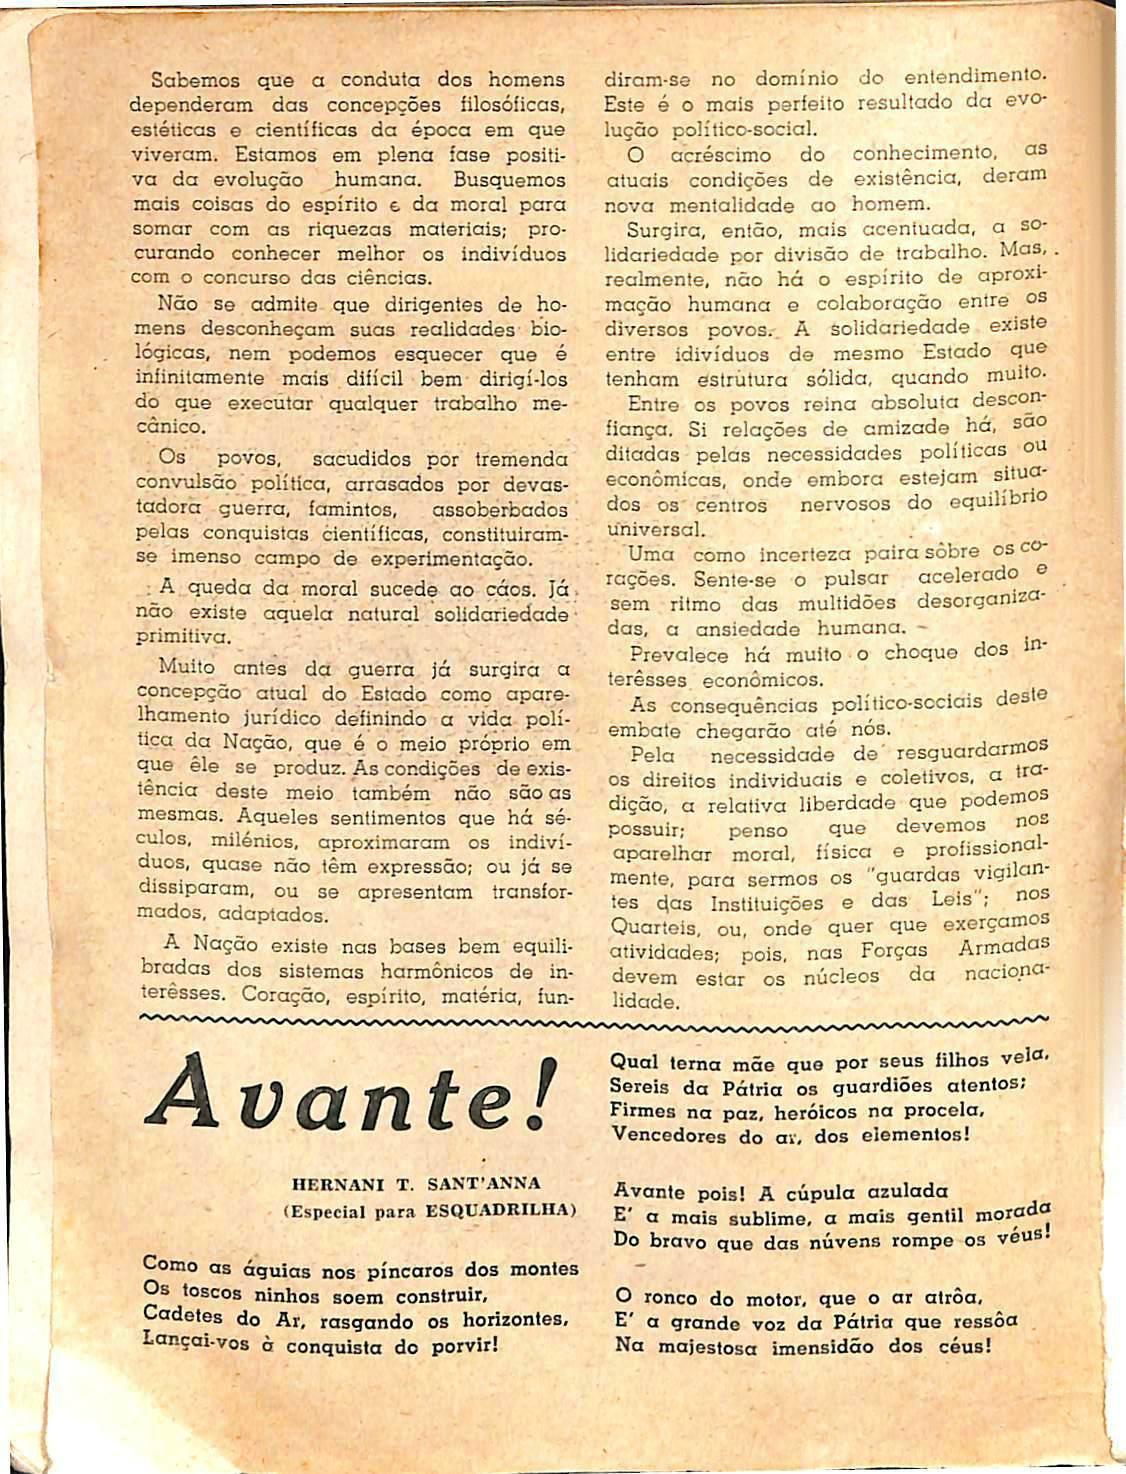 Sabemos que a conduta dos homens
dependeram das concepções filosóficas,
estéticas e científicas da época em que
viveram. Estamos em plena fase positi-
va da evolução humana. Busquemos
mais coisas do espírito e da moral para
somar com as riquezas materiais; pro-
curando conhecer melhor os indivíduos
com o concurso das ciências.
Não se admite que dirigentes de ho-
mens desconheçam suas realidades bio-
lógicas, nem podemos esquecer que é
infinitamente mais difícil bem dirigí-los
do que executar qualquer trabalho me-
cânico.
Os povos, sacudidos por tremenda
convulsão política, arrasados por devas-
tadora guerra, famintos, assoberbados
pelas conquistas científicas, constituiram-
se imenso campo de experimentação.
A queda da moral sucede ao cáos. Já
não existe aquela natural solidariedade
primitiva.
Muito antes da guerra já surgira a
concepção atual do Estado como apare-
lhamento jurídico definindo a vida polí-
tica da Nação, que é o meio próprio em
que êle se produz. As condições de exis-
tência deste meio também não são as
mesmas. Aqueles sentimentos que há sé-
culos, milénios, aproximaram os indiví-
duos, quase não têm expressão; ou já se
dissiparam, ou se apresentam transfor-
mados, adaptados.
A Nação existe nas bases bem equili-
bradas dos sistemas harmônicos de in-
terêsses. Coração, espírito, matéria, fun-
diram-se no domínio do entendimento.
Este é o mais perfeito resultado da evo-
lução político-social.
O acréscimo do conhecimento, as
atuais condições de existência, deram
nova mentalidade ao homem.
Surgira, então, mais acentuada, a so-
lidariedade por divisão de trabalho. Mas,
realmente, não há o espírito de aproxi-
mação humana e colaboração entre os
diversos povos. A solidariedade existe
entre idivíduos de mesmo Estado que
tenham estrutura sólida, quando muito.
Entre os povos reina absoluta descon-
fiança. Si relações de amizade há, são
ditadas pelas necessidades políticas ou
econômicas, onde embora estejam situa-
dos os centros nervosos do equilíbrio
universal.
Uma como incerteza paira sôbre os co-
rações. Sente-se o pulsar acelerado e
sem ritmo das multidões desorganiza-
das, a ansiedade humana.
Prevalece há muito o choque dos in-
terêsses econômicos.
As consequências político-sociais deste
embate chegarão até nós.
Pela necessidade de resguardarmos
os direitos individuais e coletivos, a tra-
dição, a relativa liberdade que podemos
possuir; penso que devemos nos
aparelhar moral, física e profissional-
mente, para sermos os "guardas vigilan-
tes das Instituições e das Leis"; nos
Quarteis, ou, onde quer que exerçamos
atividades; pois, nas Forças Armadas
devem estar os núcleos da naciona-
lidade.
Avante!
HERNANI T. SANT'ANNA
(Especial para ESQUADRILHA)
Como as águias nos píncaros dos montes
Os toscos ninhos soem construir,
Cadetes do Ar, rasgando os horizontes,
Lançai-vos à conquista do porvir!
Qual terna mãe que por seus filhos vela,
Sereis da Pátria os guardiões atentos;
Firmes na paz, heróicos na procela,
Vencedores do ar, dos elementos!
Avante pois! A cúpula azulada
E' a mais sublime, a mais gentil morada
Do bravo que das núvens rompe os véus!
O ronco do motor, que o ar atrôa,
E' a grande voz da Pátria que ressôa
Na majestosa imensidão dos céus!